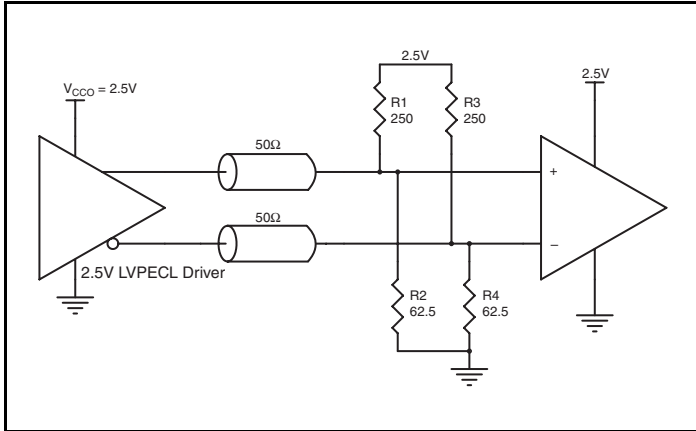 2.5V
2.5V
V_CCO = 2.5V
R1
250
R3
250
50Ω
+
50Ω
–
2.5V LVPECL Driver
R2
62.5
R4
62.5